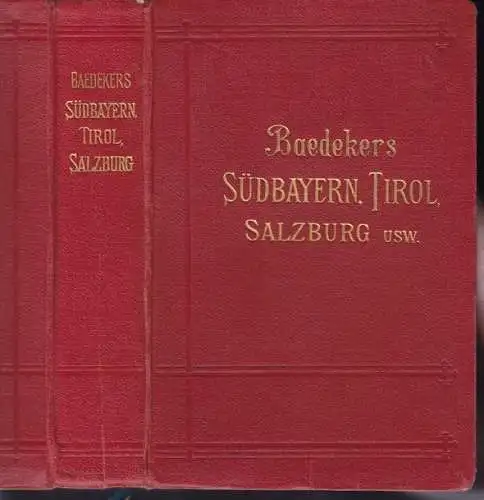 BAEDEKERS
SÜDBAYERN.
TIROL,
SALZBURG
Baedekers
SÜDBAYERN. TIROL,
SALZBURG USW.